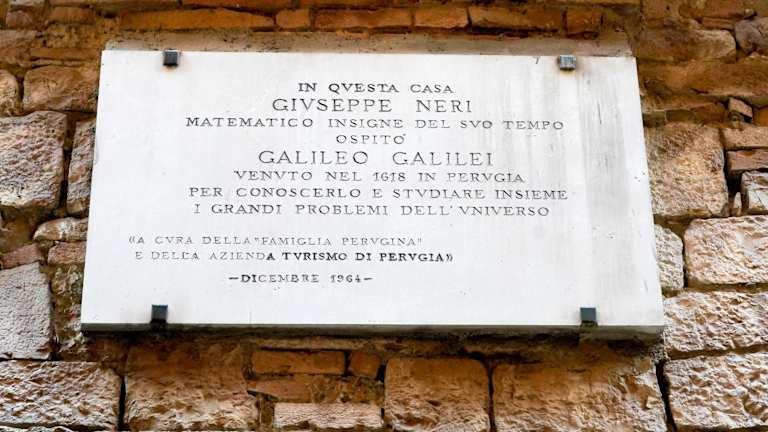 IN QVESTA CASA
GIVSEPPE NERI
MATEMATICO INSIGNE DEL SVO TEMPO
OSPITO'
GALILEO GALILEI
VENVTO NEL 1618 IN PERVGIA
PER CONOSCERLO E STVDIARE INSIEME
I GRANDI PROBLEMI DELL'VNIVERSO
«A CVRA DELLA "FAMIGLIA PERVGINA"
E DELLA AZIENDA TVRISMO DI PERVGIA»
-DICEMBRE 1964-